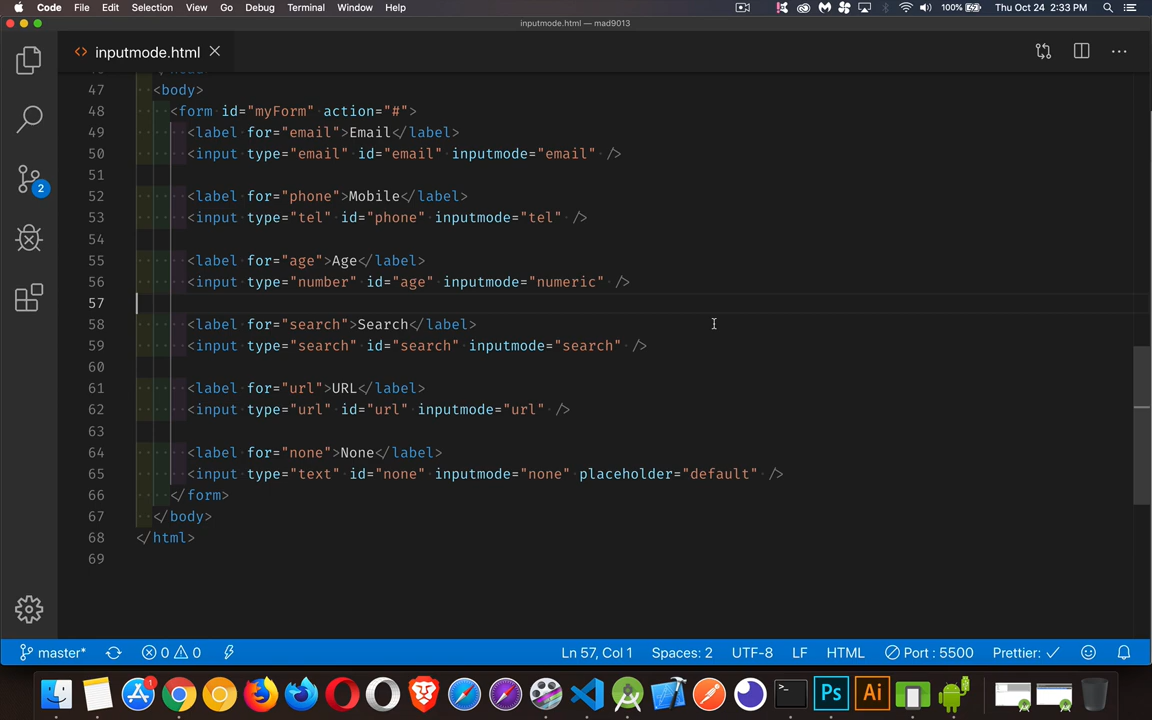 Code File Edit Selection View Go Debug Terminal Window Help 100% Thu Oct 24 2:33 PM
inputmode.html — mad9013
<> inputmode.html
47 <body>
48 <form id="myForm" action="#">
49 <label for="email">Email</label>
50 <input type="email" id="email" inputmode="email" />
51
52 <label for="phone">Mobile</label>
53 <input type="tel" id="phone" inputmode="tel" />
54
55 <label for="age">Age</label>
56 <input type="number" id="age" inputmode="numeric" />
57
58 <label for="search">Search</label>
59 <input type="search" id="search" inputmode="search" />
60
61 <label for="url">URL</label>
62 <input type="url" id="url" inputmode="url" />
63
64 <label for="none">None</label>
65 <input type="text" id="none" inputmode="none" placeholder="default" />
66 </form>
67 </body>
68 </html>
69
2
master* 0 0 Ln 57, Col 1 Spaces: 2 UTF-8 LF HTML Port : 5500 Prettier: ✓
1
>_ Ps Ai